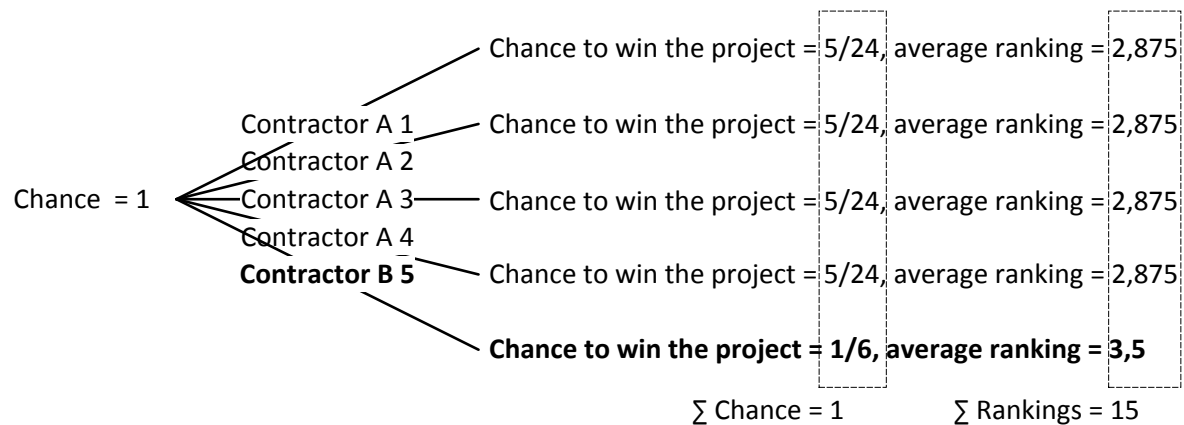 Chance to win the project = 5/24, average ranking = 2,875
Contractor A 1
Chance to win the project = 5/24, average ranking = 2,875
Contractor A 2
Chance = 1
Contractor A 3
Chance to win the project = 5/24, average ranking = 2,875
Contractor A 4
Contractor B 5
Chance to win the project = 5/24, average ranking = 2,875
Chance to win the project = 1/6, average ranking = 3,5
∑ Chance = 1
∑ Rankings = 15